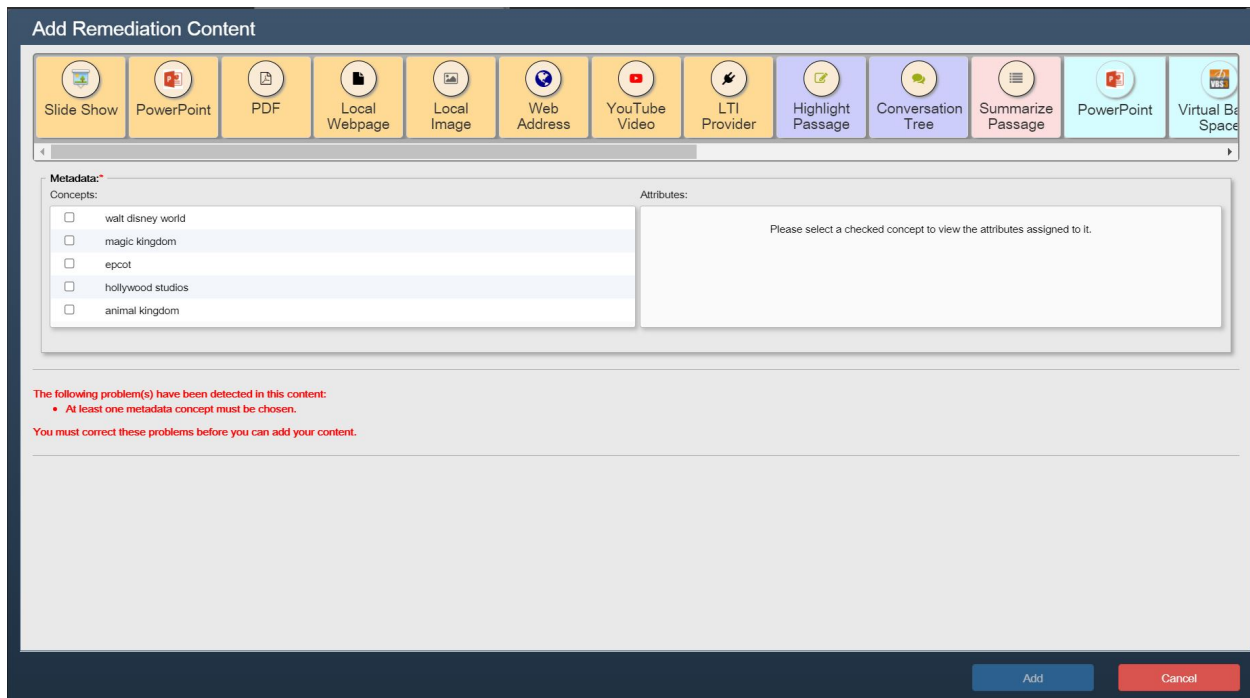 Add Remediation Content
Slide Show
PowerPoint
PDF
Local
Webpage
Local
Image
Web
Address
YouTube
Video
LTI
Provider
Highlight
Passage
Conversation
Tree
Summarize
Passage
PowerPoint
VBS
Virtual Ba
Space
Metadata:*
Concepts:
Attributes:
walt disney world
magic kingdom
epcot
hollywood studios
animal kingdom
Please select a checked concept to view the attributes assigned to it.
The following problem(s) have been detected in this content:
• At least one metadata concept must be chosen.
You must correct these problems before you can add your content.
Add
Cancel